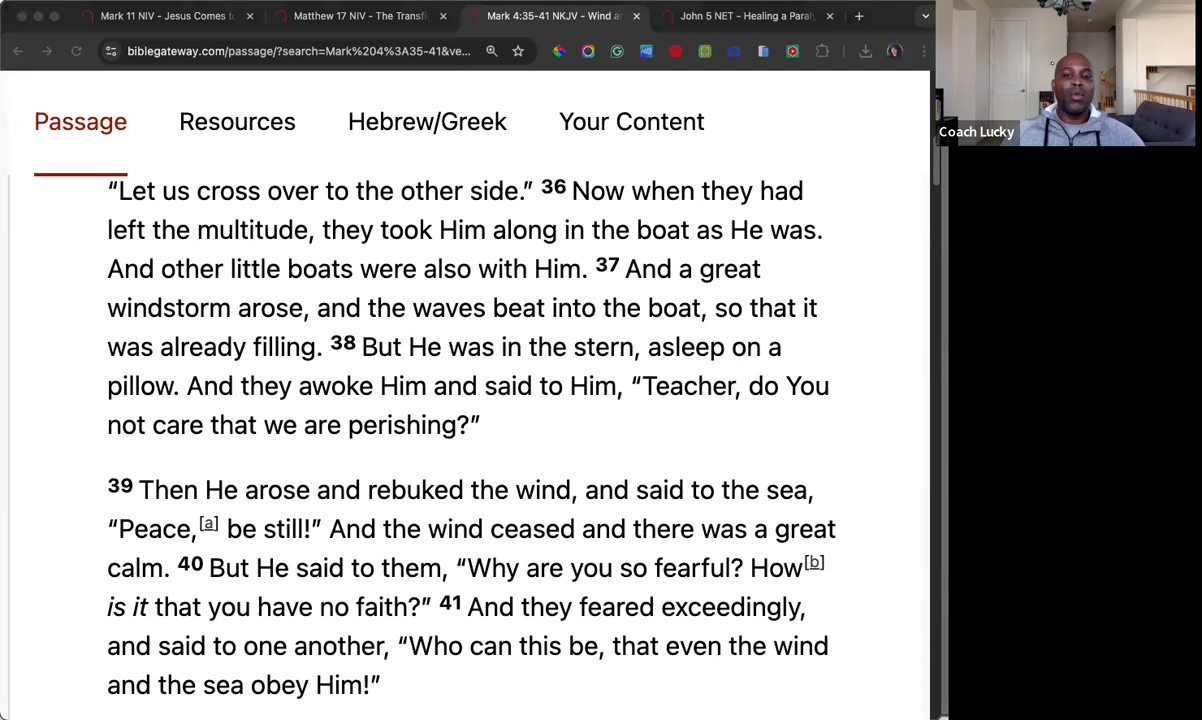 Mark 11 NIV - Jesus Comes to
Matthew 17 NIV - The Transfi
Mark 4:35-41 NKJV - Wind a
John 5 NET - Healing a Paral
biblegateway.com/passage/?search=Mark%204%3A35-41&ve...
Coach Lucky
Passage
Resources
Hebrew/Greek
Your Content
“Let us cross over to the other side.” 36 Now when they had
left the multitude, they took Him along in the boat as He was.
And other little boats were also with Him. 37 And a great
windstorm arose, and the waves beat into the boat, so that it
was already filling. 38 But He was in the stern, asleep on a
pillow. And they awoke Him and said to Him, “Teacher, do You
not care that we are perishing?”
39 Then He arose and rebuked the wind, and said to the sea,
“Peace,[a] be still!” And the wind ceased and there was a great
calm. 40 But He said to them, “Why are you so fearful? How[b]
is it that you have no faith?” 41 And they feared exceedingly,
and said to one another, “Who can this be, that even the wind
and the sea obey Him!”